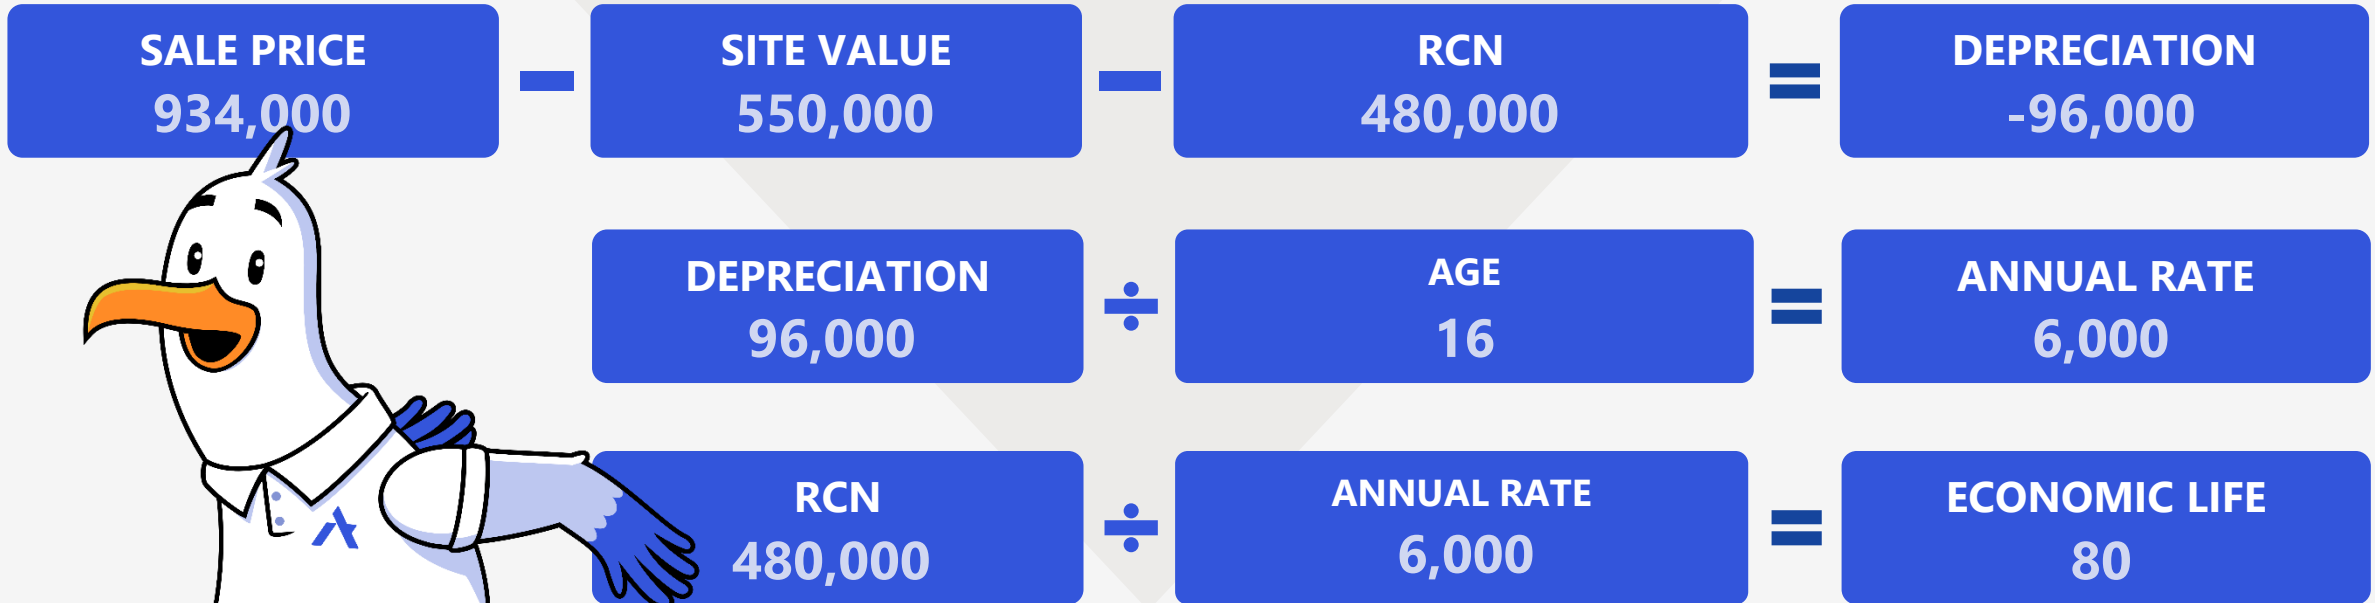 SALE PRICE
934,000
SITE VALUE
550,000
RCN
480,000
DEPRECIATION
-96,000
DEPRECIATION
96,000
AGE
16
ANNUAL RATE
6,000
RCN
480,000
ANNUAL RATE
6,000
ECONOMIC LIFE
80